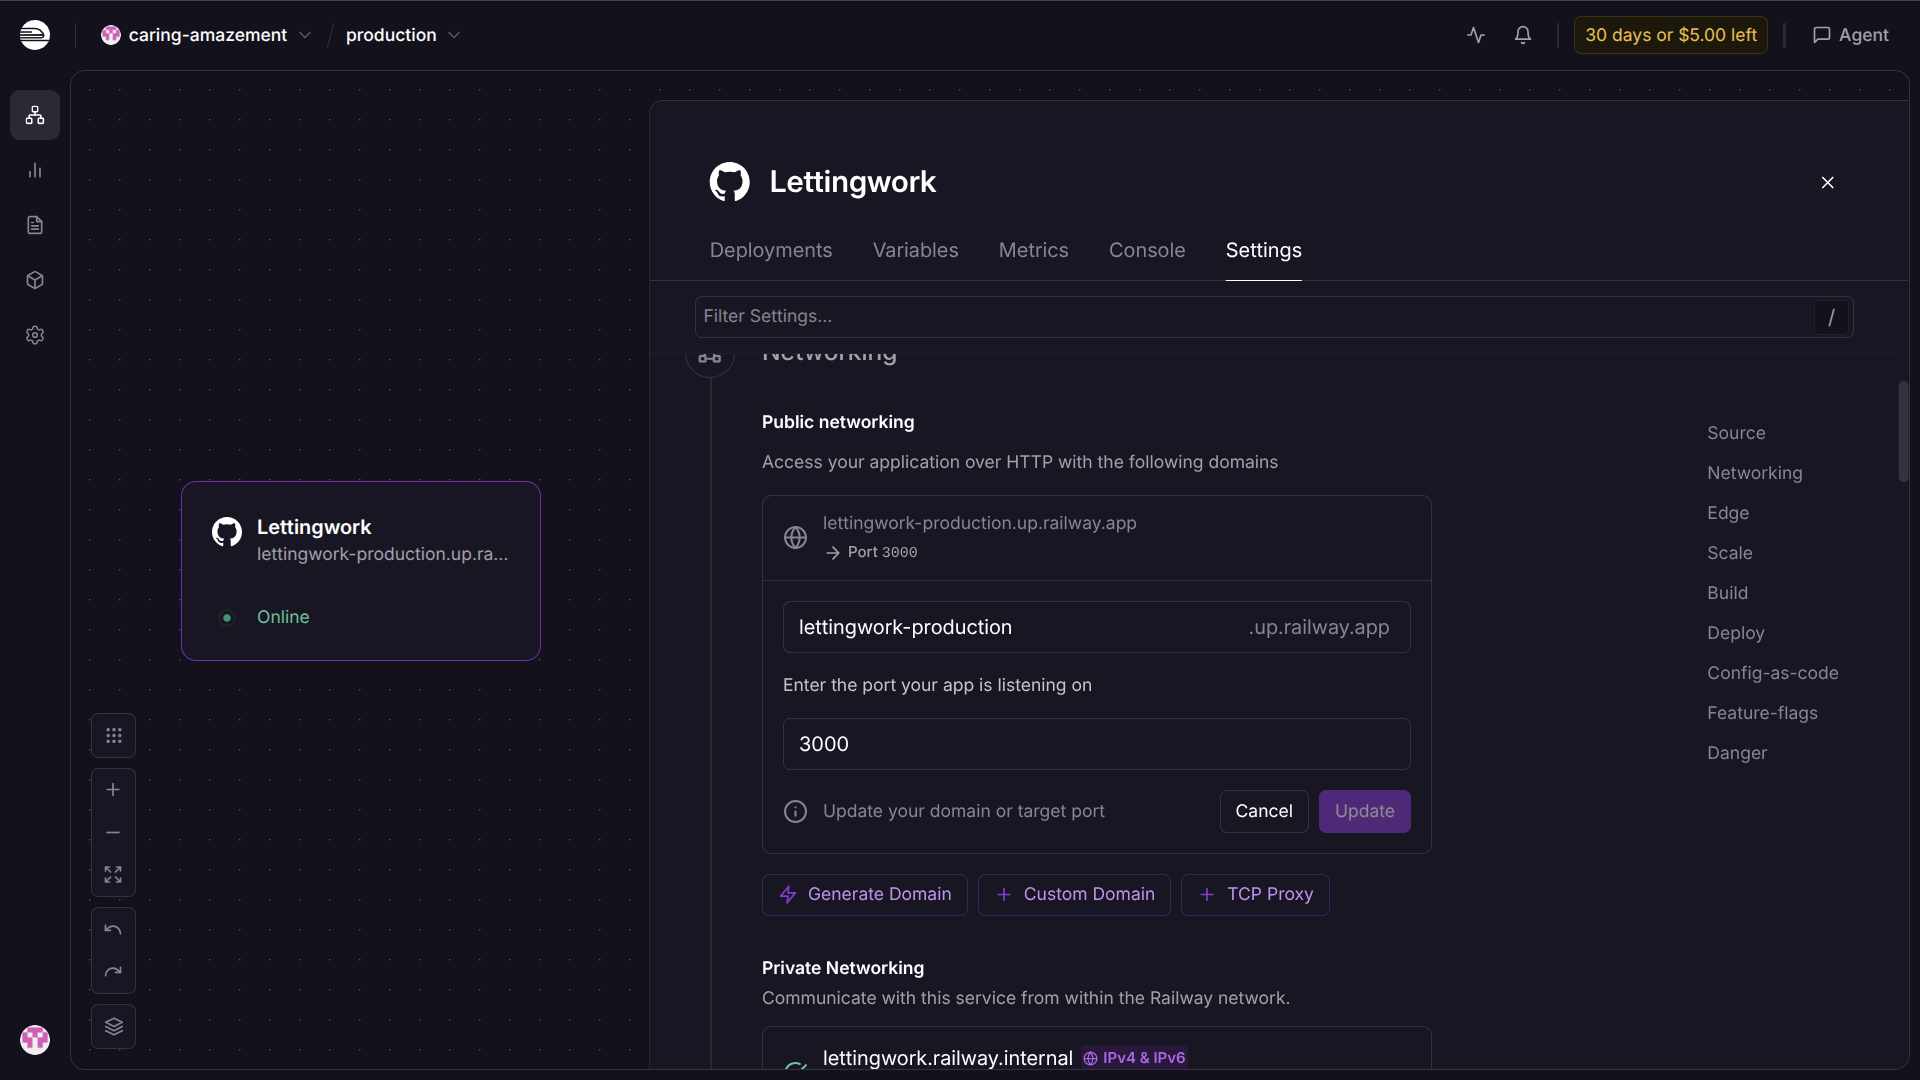 caring-amazement
production
30 days or $5.00 left
Agent
Lettingwork
Deployments
Variables
Metrics
Console
Settings
Filter Settings...
/
Networking
Public networking
Access your application over HTTP with the following domains
lettingwork-production.up.railway.app
→ Port 3000
lettingwork-production
.up.railway.app
Enter the port your app is listening on
3000
Update your domain or target port
Cancel
Update
Generate Domain
Custom Domain
TCP Proxy
Private Networking
Communicate with this service from within the Railway network.
lettingwork.railway.internal
IPv4 & IPv6
Source
Networking
Edge
Scale
Build
Deploy
Config-as-code
Feature-flags
Danger
Lettingwork
lettingwork-production.up.ra...
Online